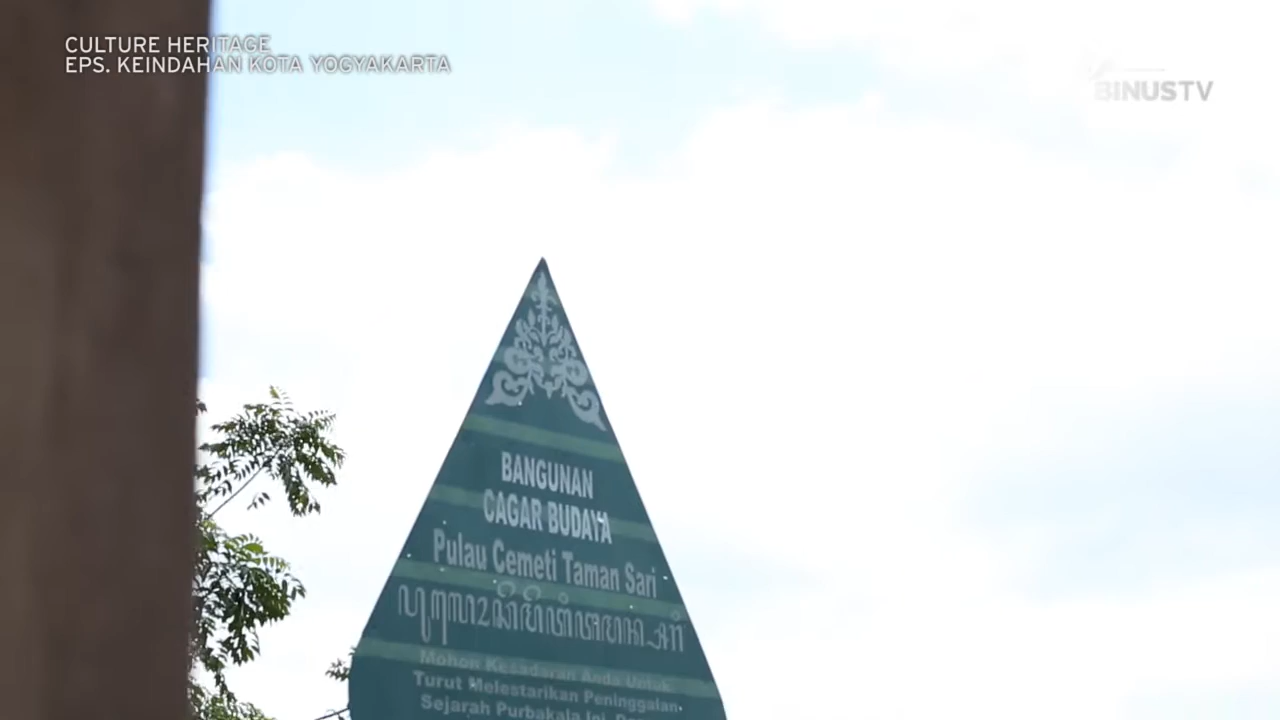 CULTURE HERITAGE
EPS. KEINDAHAN KOTA YOGYAKARTA
BINUSTV
BANGUNAN
CAGAR BUDAYA
Pulau Cemeti Taman Sari
Mohon Kesadaran Anda Untuk
Turut Melestarikan Peninggalan
Sejarah Purbakala Ini,